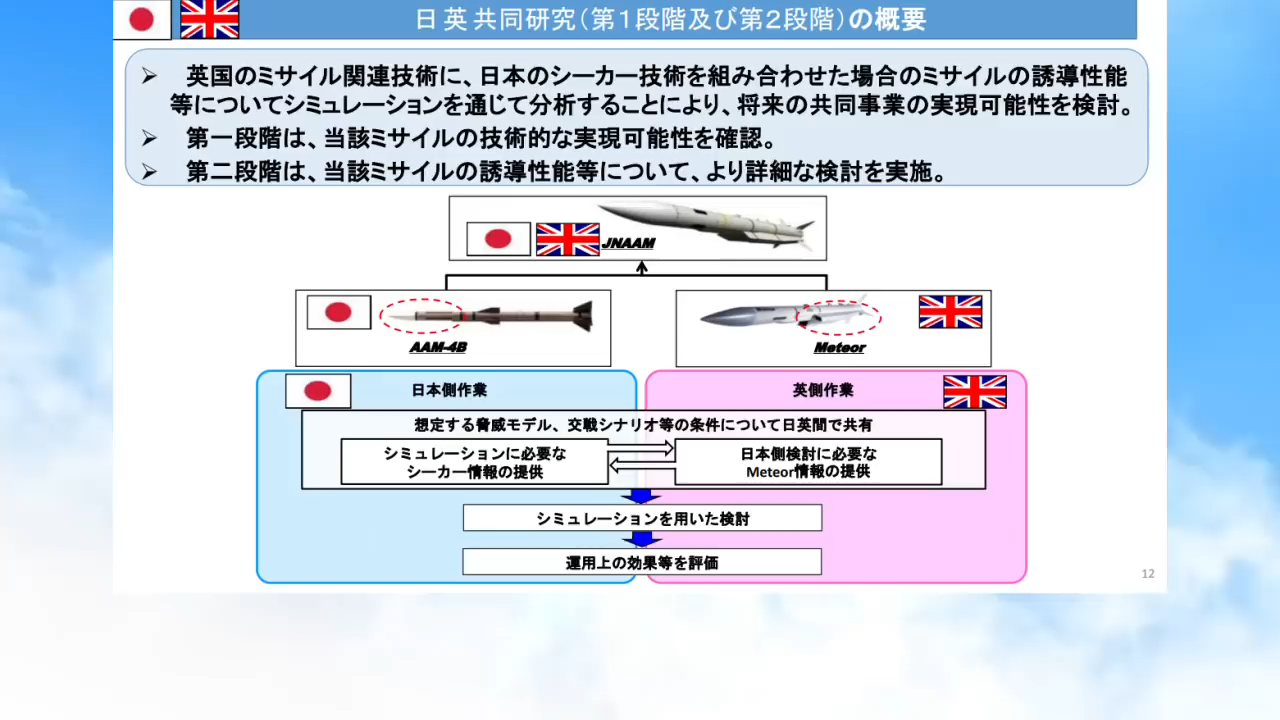 日英共同研究（第１段階及び第２段階）の概要
➢ 英国のミサイル関連技術に、日本のシーカー技術を組み合わせた場合のミサイルの誘導性能
等についてシミュレーションを通じて分析することにより、将来の共同事業の実現可能性を検討。
➢ 第一段階は、当該ミサイルの技術的な実現可能性を確認。
➢ 第二段階は、当該ミサイルの誘導性能等について、より詳細な検討を実施。
JNAAM
AAM-4B
Meteor
日本側作業
英側作業
想定する脅威モデル、交戦シナリオ等の条件について日英間で共有
シミュレーションに必要な
シーカー情報の提供
日本側検討に必要な
Meteor情報の提供
シミュレーションを用いた検討
運用上の効果等を評価
12